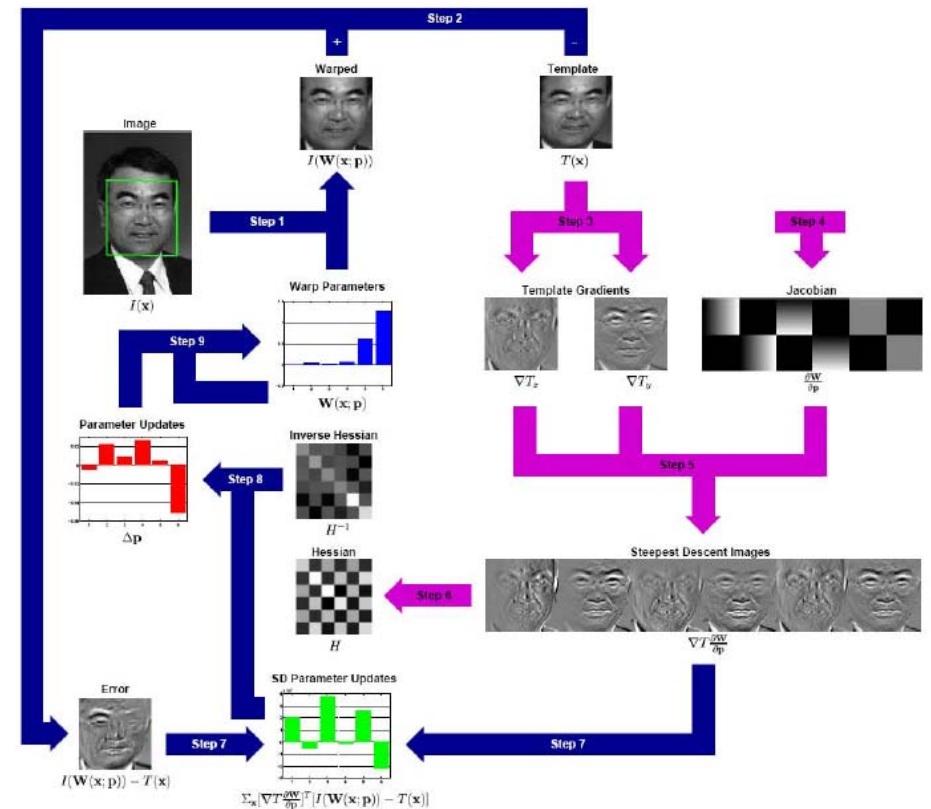 Step 2
+
-
Warped
Template
Image
I(W(x; p))
T(x)
Step 1
Step 3
Step 4
I(x)
Warp Parameters
Template Gradients
Jacobian
Step 9
∇T_x
∇T_y
∂W/∂p
W(x; p)
Parameter Updates
Inverse Hessian
Step 5
Step 8
Δp
H⁻¹
Hessian
Steepest Descent Images
Step 6
H
∇T ∂W/∂p
Error
SD Parameter Updates
Step 7
Step 7
I(W(x; p)) − T(x)
Σ_x[∇T ∂W/∂p]^T[I(W(x; p)) − T(x)]